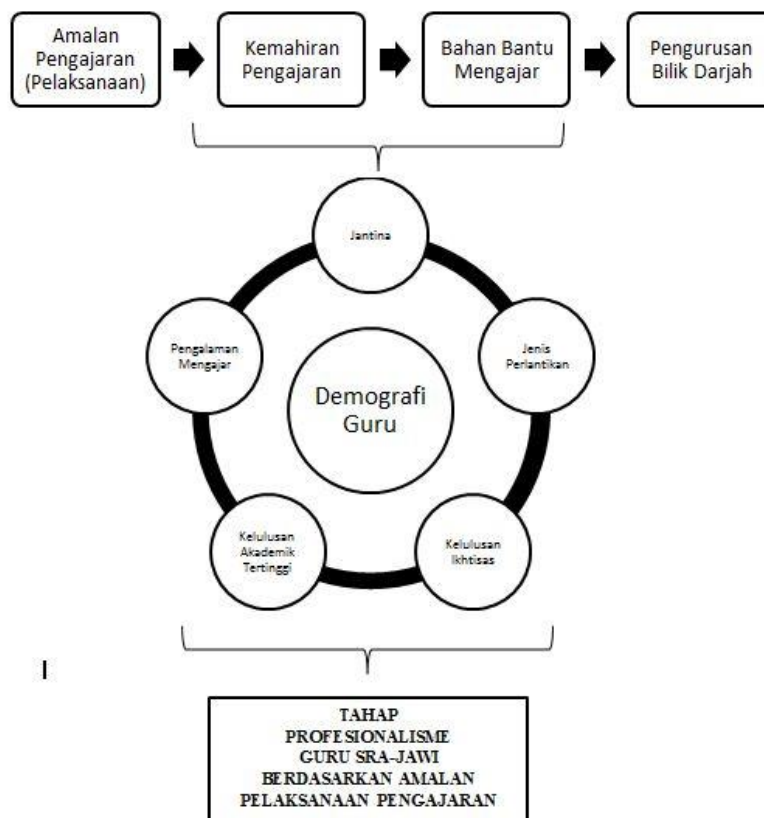 Amalan
Pengajaran
(Pelaksanaan)
Kemahiran
Pengajaran
Bahan Bantu
Mengajar
Pengurusan
Bilik Darjah
Jantina
Pengalaman
Mengajar
Jenis
Perlantikan
Demografi
Guru
Kelulusan
Akademik
Tertinggi
Kelulusan
Ikhtisas
I
TAHAP
PROFESIONALISME
GURU SRA-JAWI
BERDASARKAN AMALAN
PELAKSANAAN PENGAJARAN